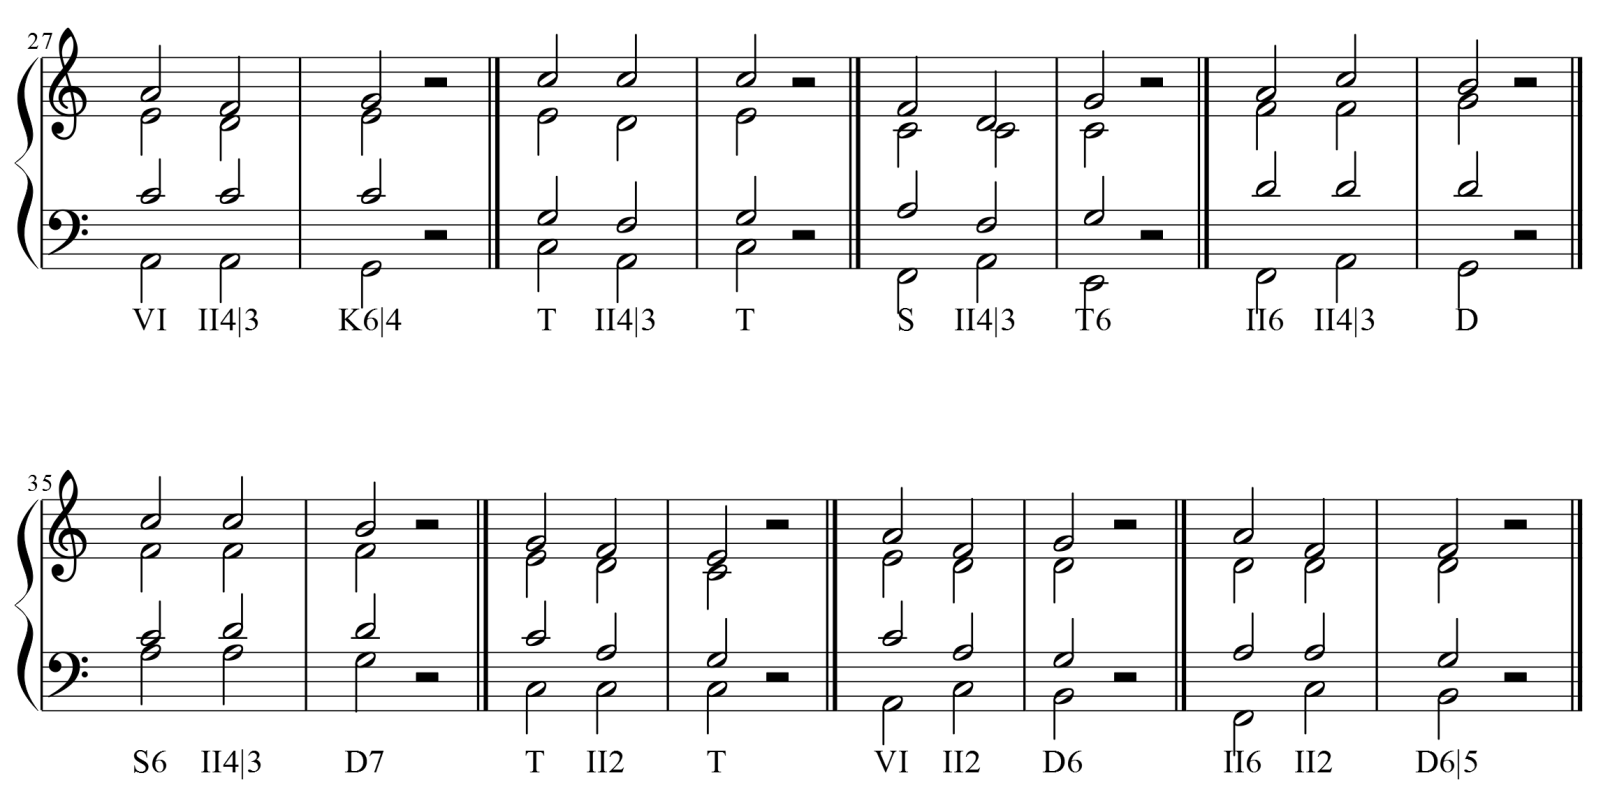 27
VI II4|3 K6|4 T II4|3 T S II4|3 T6 II6 II4|3 D
35
S6 II4|3 D7 T II2 T VI II2 D6 II6 II2 D6|5